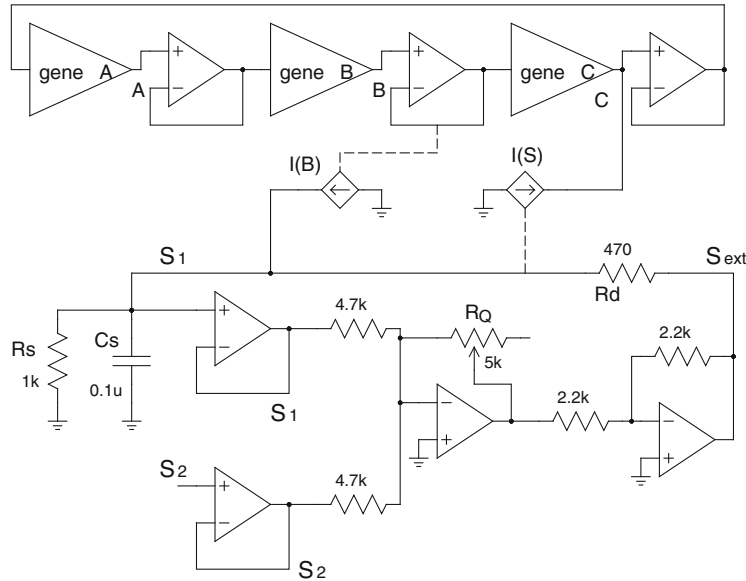 +
+
+
gene A
gene B
gene C
A
−
B
−
C
−
I(B)
I(S)
S1
470
Sext
Rd
4.7k
RQ
+
2.2k
Rs
Cs
−
5k
1k
0.1u
S1
−
2.2k
−
+
+
S2
4.7k
+
−
S2